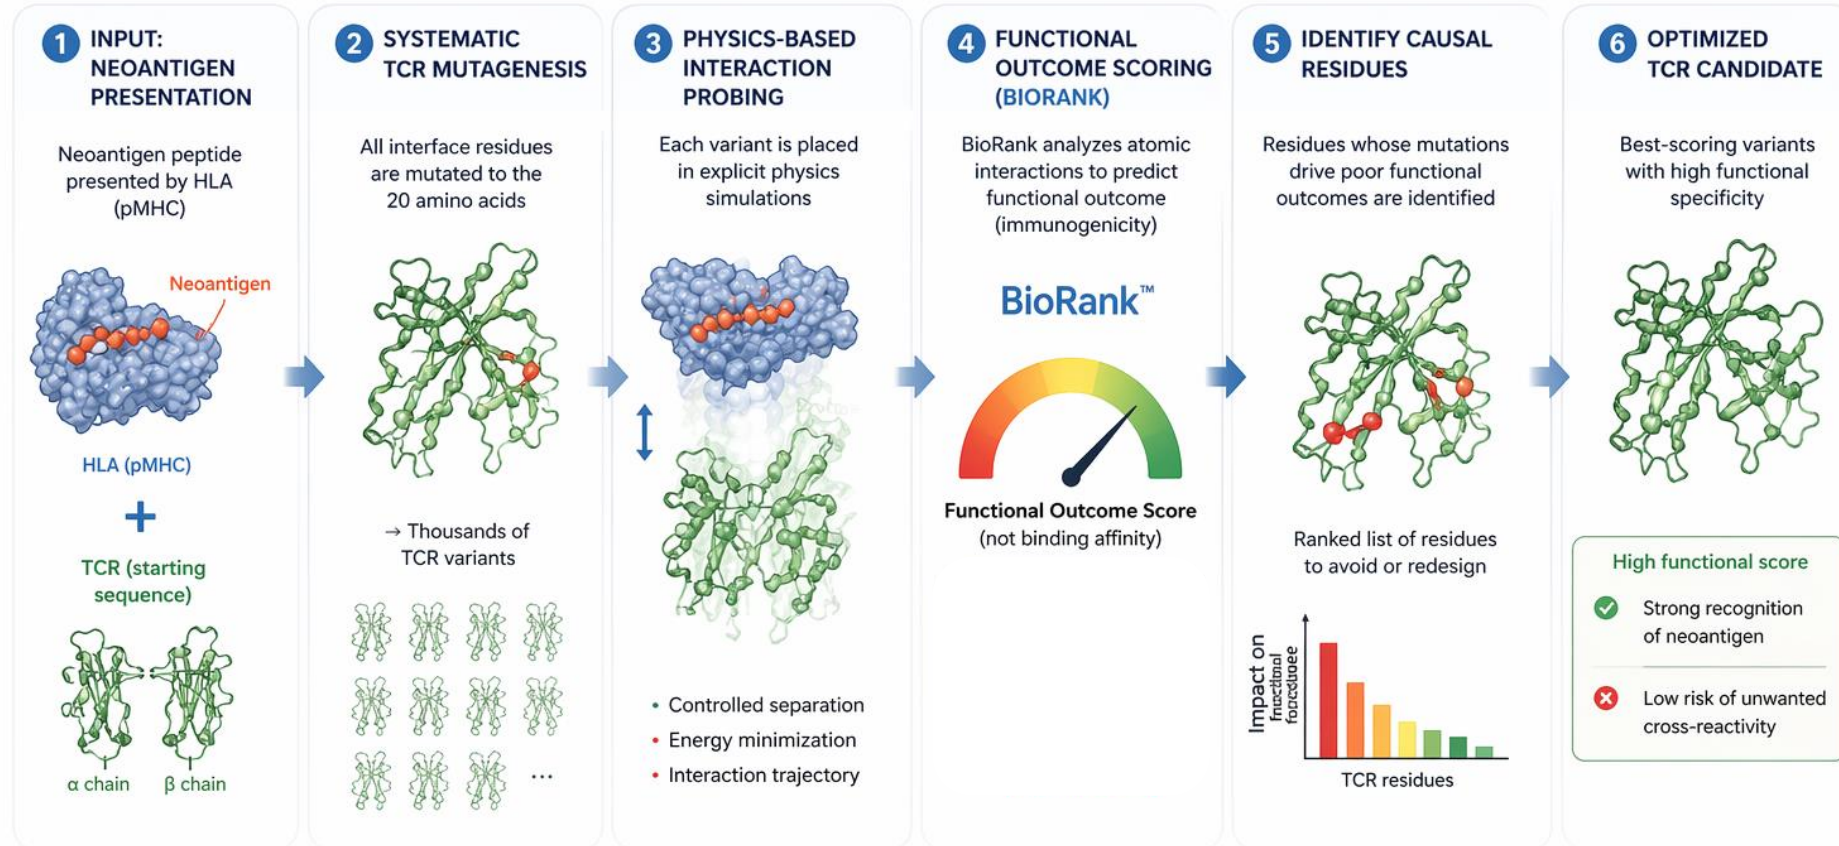 1
INPUT:
NEOANTIGEN
PRESENTATION
Neoantigen peptide
presented by HLA
(pMHC)
Neoantigen
HLA (pMHC)
+
TCR (starting
sequence)
α chain
β chain
2
SYSTEMATIC
TCR MUTAGENESIS
All interface residues
are mutated to the
20 amino acids
→ Thousands of
TCR variants
...
3
PHYSICS-BASED
INTERACTION
PROBING
Each variant is placed
in explicit physics
simulations
• Controlled separation
• Energy minimization
• Interaction trajectory
4
FUNCTIONAL
OUTCOME SCORING
(BIORANK)
BioRank analyzes atomic
interactions to predict
functional outcome
(immunogenicity)
BioRank™
Functional Outcome Score
(not binding affinity)
5
IDENTIFY CAUSAL
RESIDUES
Residues whose mutations
drive poor functional
outcomes are identified
Ranked list of residues
to avoid or redesign
Impact on
TCR residues
6
OPTIMIZED
TCR CANDIDATE
Best-scoring variants
with high functional
specificity
High functional score
Strong recognition
of neoantigen
Low risk of unwanted
cross-reactivity